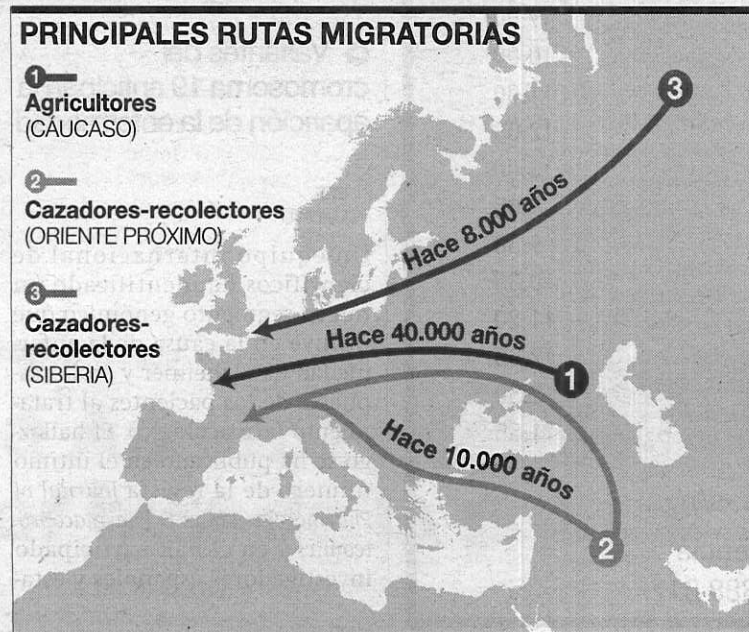 PRINCIPALES RUTAS MIGRATORIAS
1
Agricultores
(CÁUCASO)
2
Cazadores-recolectores
(ORIENTE PRÓXIMO)
3
Cazadores-
recolectores
(SIBERIA)
3
Hace 8.000 años
Hace 40.000 años
1
Hace 10.000 años
2